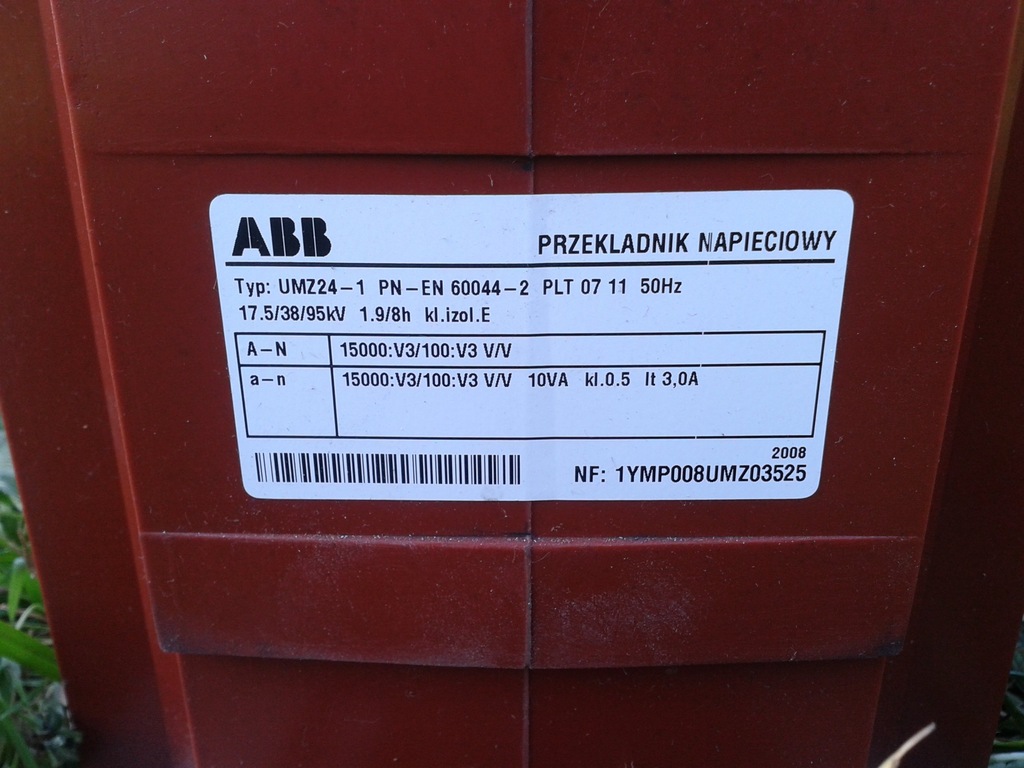 ABB PRZEKLADNIK NAPIECIOWY
Typ: UMZ24-1 PN-EN 60044-2 PLT 07 11 50Hz
17.5/38/95kV 1.9/8h kl.izol.E
A-N 15000:V3/100:V3 V/V
a-n 15000:V3/100:V3 V/V 10VA kl.0.5 It 3,0A
2008
NF: 1YMP008UMZ03525